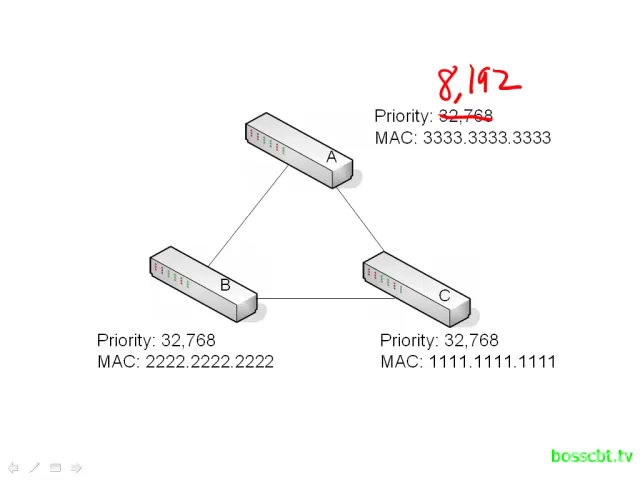 8,192
Priority: 32,768
MAC: 3333.3333.3333
A
B
C
Priority: 32,768
MAC: 2222.2222.2222
Priority: 32,768
MAC: 1111.1111.1111
bosscbt.tv